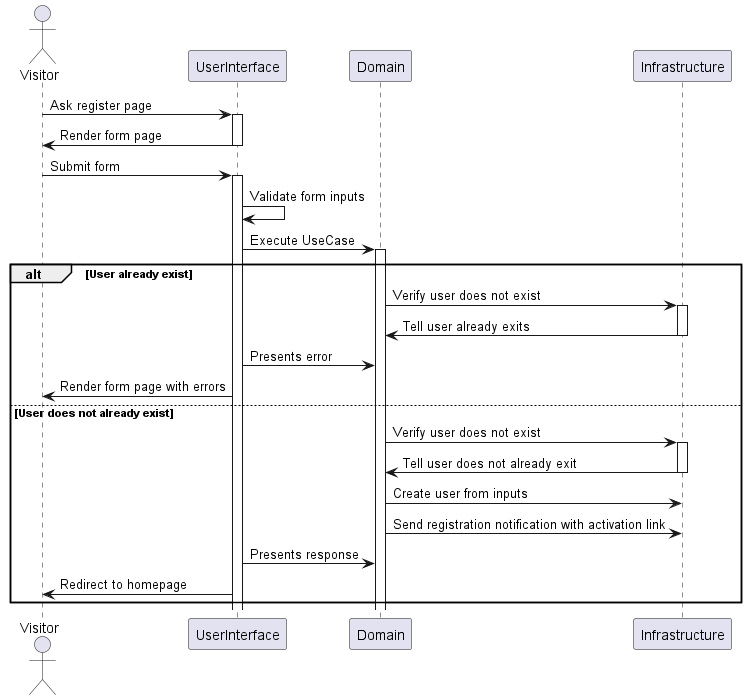 Visitor
UserInterface
Domain
Infrastructure
Ask register page
Render form page
Submit form
Validate form inputs
Execute UseCase
alt
[User already exist]
Verify user does not exist
Tell user already exits
Presents error
Render form page with errors
[User does not already exist]
Verify user does not exist
Tell user does not already exit
Create user from inputs
Send registration notification with activation link
Presents response
Redirect to homepage
Visitor
UserInterface
Domain
Infrastructure